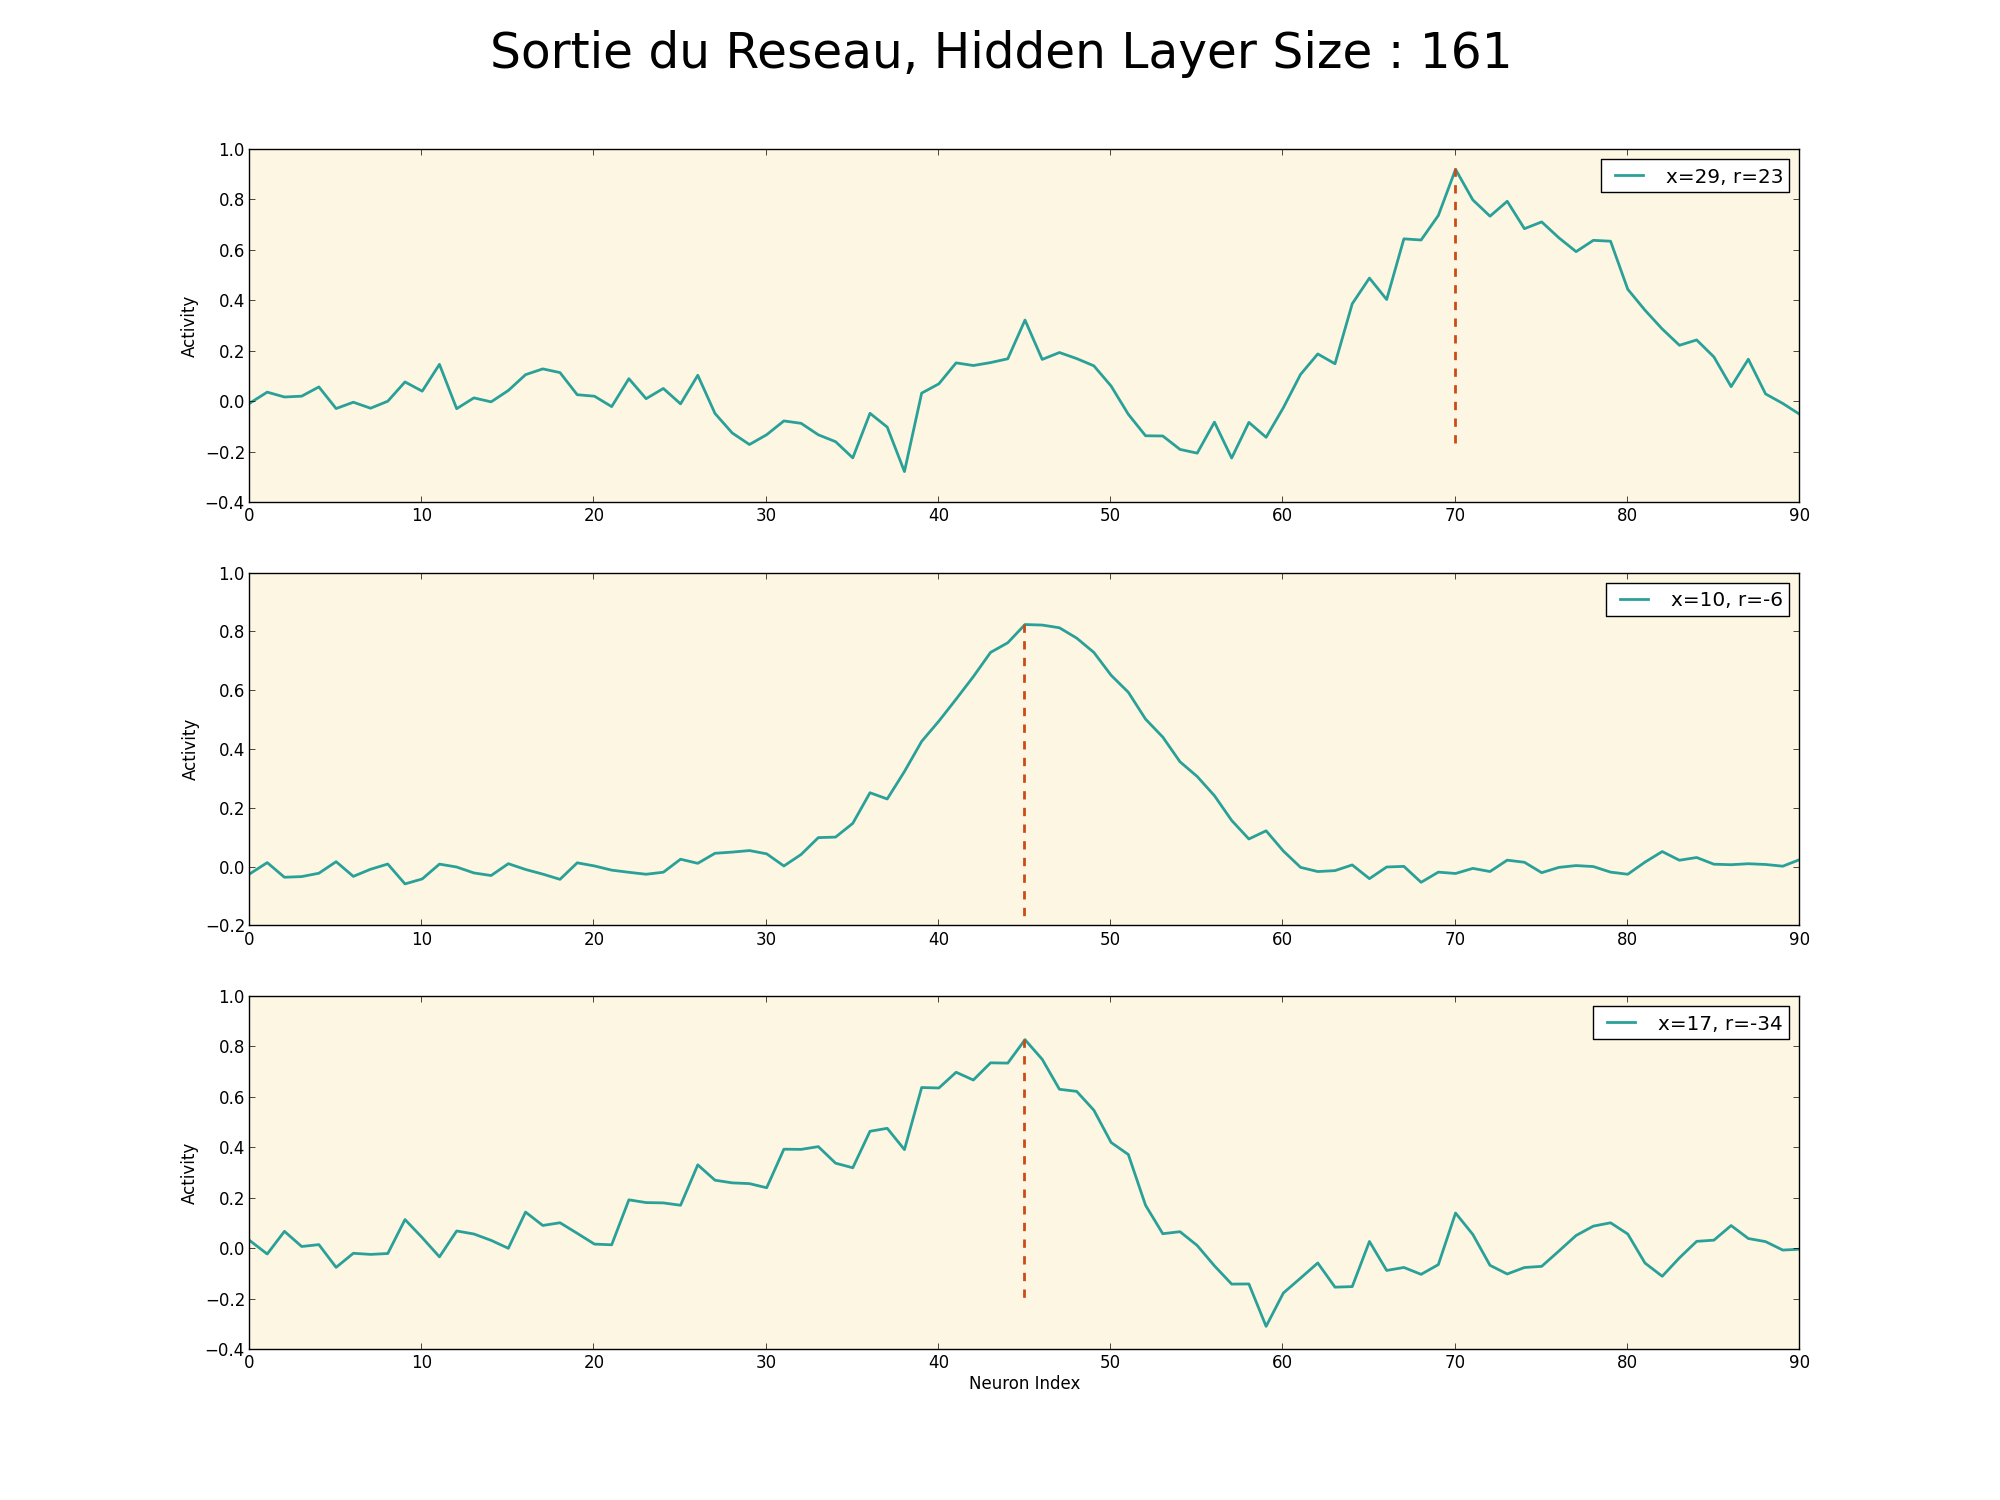 Sortie du Reseau, Hidden Layer Size : 161
1.0
0.8
0.6
0.4
0.2
0.0
−0.2
−0.4
Activity
x=29, r=23
0 10 20 30 40 50 60 70 80 90
1.0
0.8
0.6
0.4
0.2
0.0
−0.2
Activity
x=10, r=-6
0 10 20 30 40 50 60 70 80 90
1.0
0.8
0.6
0.4
0.2
0.0
−0.2
−0.4
Activity
x=17, r=-34
0 10 20 30 40 50 60 70 80 90
Neuron Index